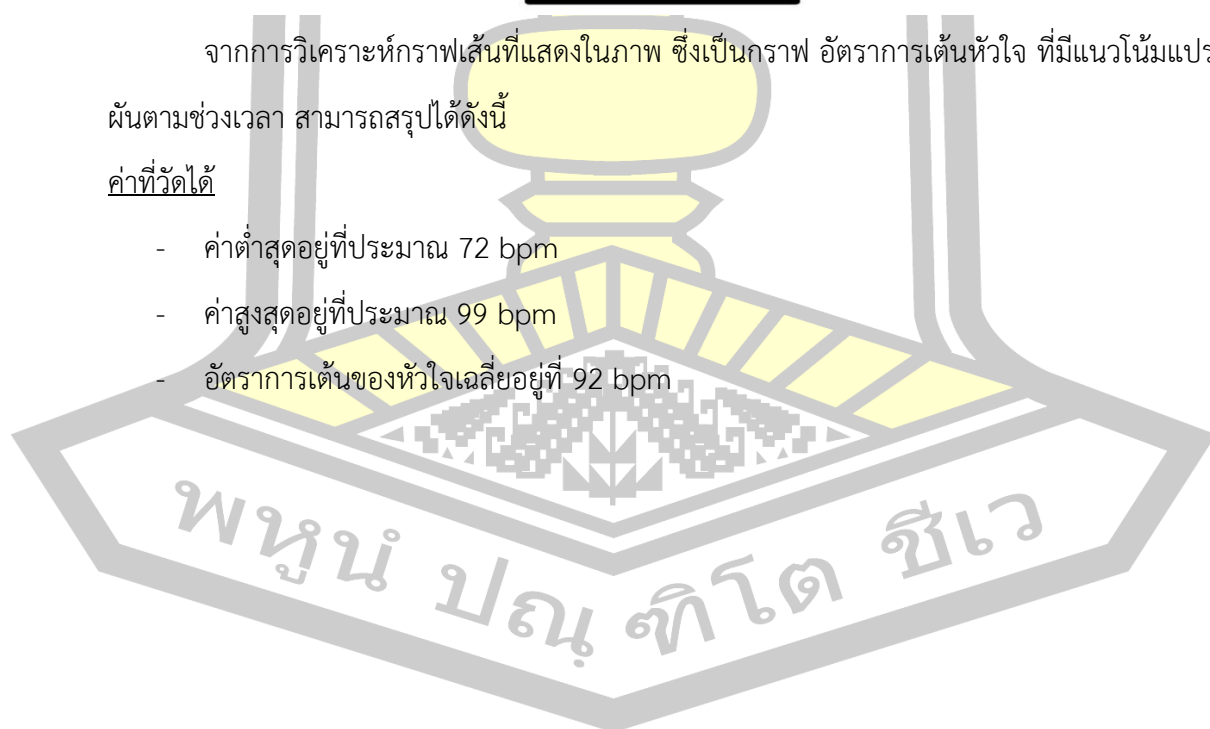 จากการวิเคราะห์กราฟเส้นที่แสดงในภาพ ซึ่งเป็นกราฟ อัตราการเต้นหัวใจ ที่มีแนวโน้มแปร
ผันตามช่วงเวลา สามารถสรุปได้ดังนี้
ค่าที่วัดได้
- ค่าต่ำสุดอยู่ที่ประมาณ 72 bpm
- ค่าสูงสุดอยู่ที่ประมาณ 99 bpm
- อัตราการเต้นของหัวใจเฉลี่ยอยู่ที่ 92 bpm
พหูนํ ปณฺฑิโต ชีเว